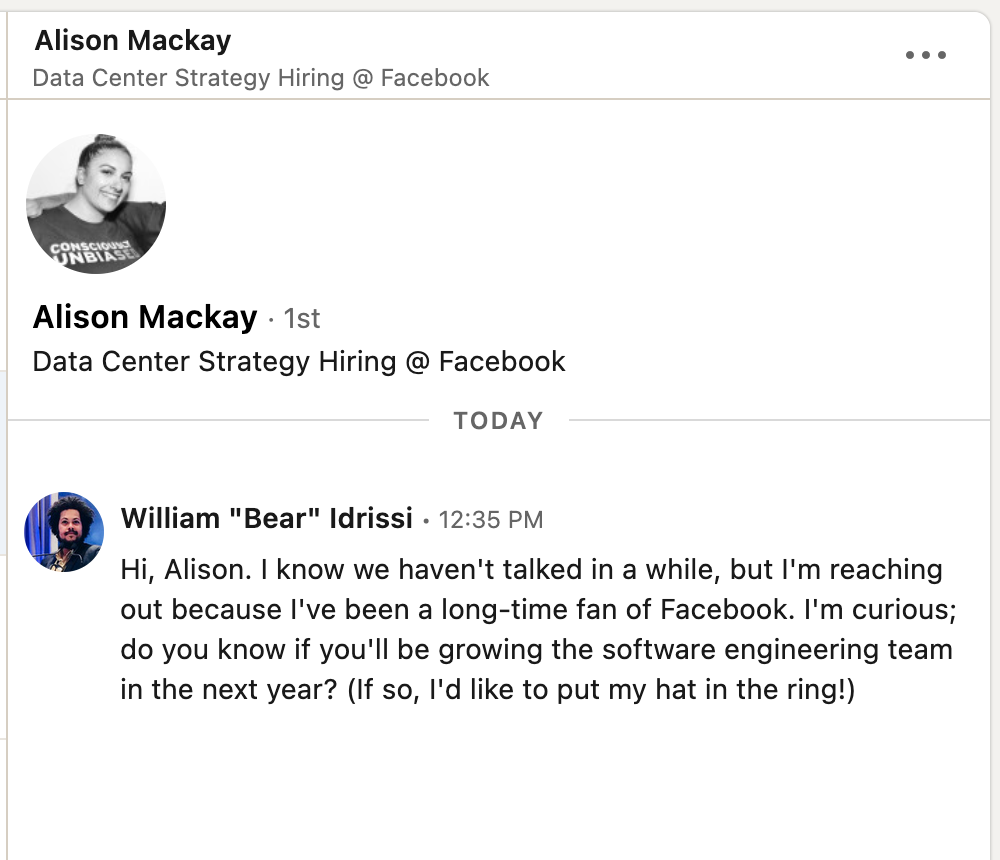 Alison Mackay
Data Center Strategy Hiring @ Facebook
CONSCIOUSLY
UNBIASED
Alison Mackay · 1st
Data Center Strategy Hiring @ Facebook
TODAY
William "Bear" Idrissi • 12:35 PM
Hi, Alison. I know we haven't talked in a while, but I'm reaching
out because I've been a long-time fan of Facebook. I'm curious;
do you know if you'll be growing the software engineering team
in the next year? (If so, I'd like to put my hat in the ring!)